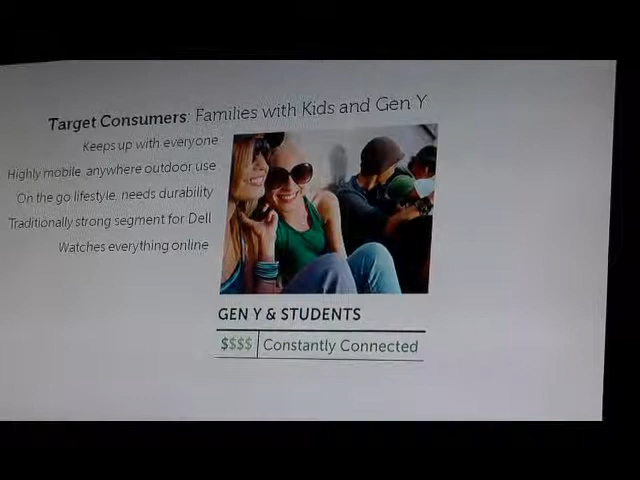 Target Consumers: Families with Kids and Gen Y
Keeps up with everyone
Highly mobile, anywhere outdoor use
On the go lifestyle, needs durability
Traditionally strong segment for Dell
Watches everything online
GEN Y & STUDENTS
$$$$ Constantly Connected